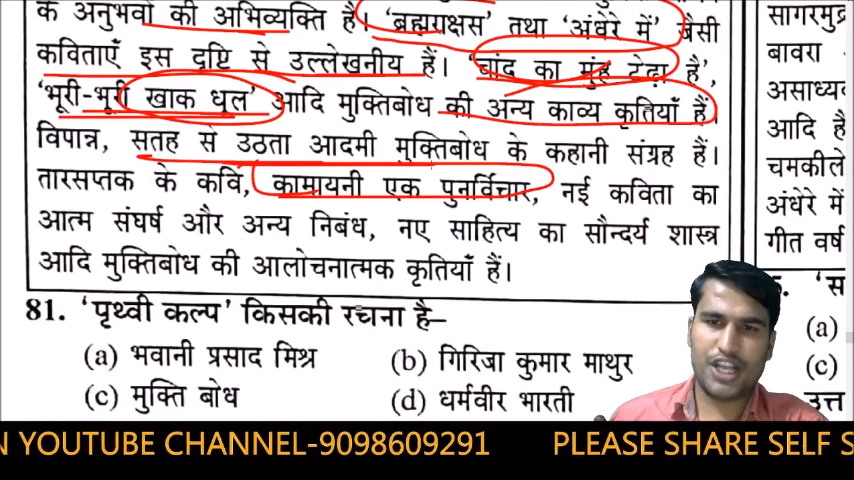 के अनुभवों की अभिव्यक्ति है। 'ब्रह्मराक्षस' तथा 'अंधेरे में' जैसी
कविताएँ इस दृष्टि से उल्लेखनीय हैं। 'चांद का मुंह टेढ़ा है',
'भूरी-भूरी खाक धूल' आदि मुक्तिबोध की अन्य काव्य कृतियाँ हैं।
विपात्र, सतह से उठता आदमी मुक्तिबोध के कहानी संग्रह हैं।
तारसप्तक के कवि, कामायनी एक पुनर्विचार, नई कविता का
आत्म संघर्ष और अन्य निबंध, नए साहित्य का सौन्दर्य शास्त्र
आदि मुक्तिबोध की आलोचनात्मक कृतियाँ हैं।
81. 'पृथ्वी कल्प' किसकी रचना है–
(a) भवानी प्रसाद मिश्र (b) गिरिजा कुमार माथुर
(c) मुक्ति बोध (d) धर्मवीर भारती
सागरमुद्र
बावरा
असाध्य
आदि है
चमकीले
अंधेरे में
गीत वर्ष
'स
(a)
(c)
उत्त
N YOUTUBE CHANNEL-9098609291 PLEASE SHARE SELF S